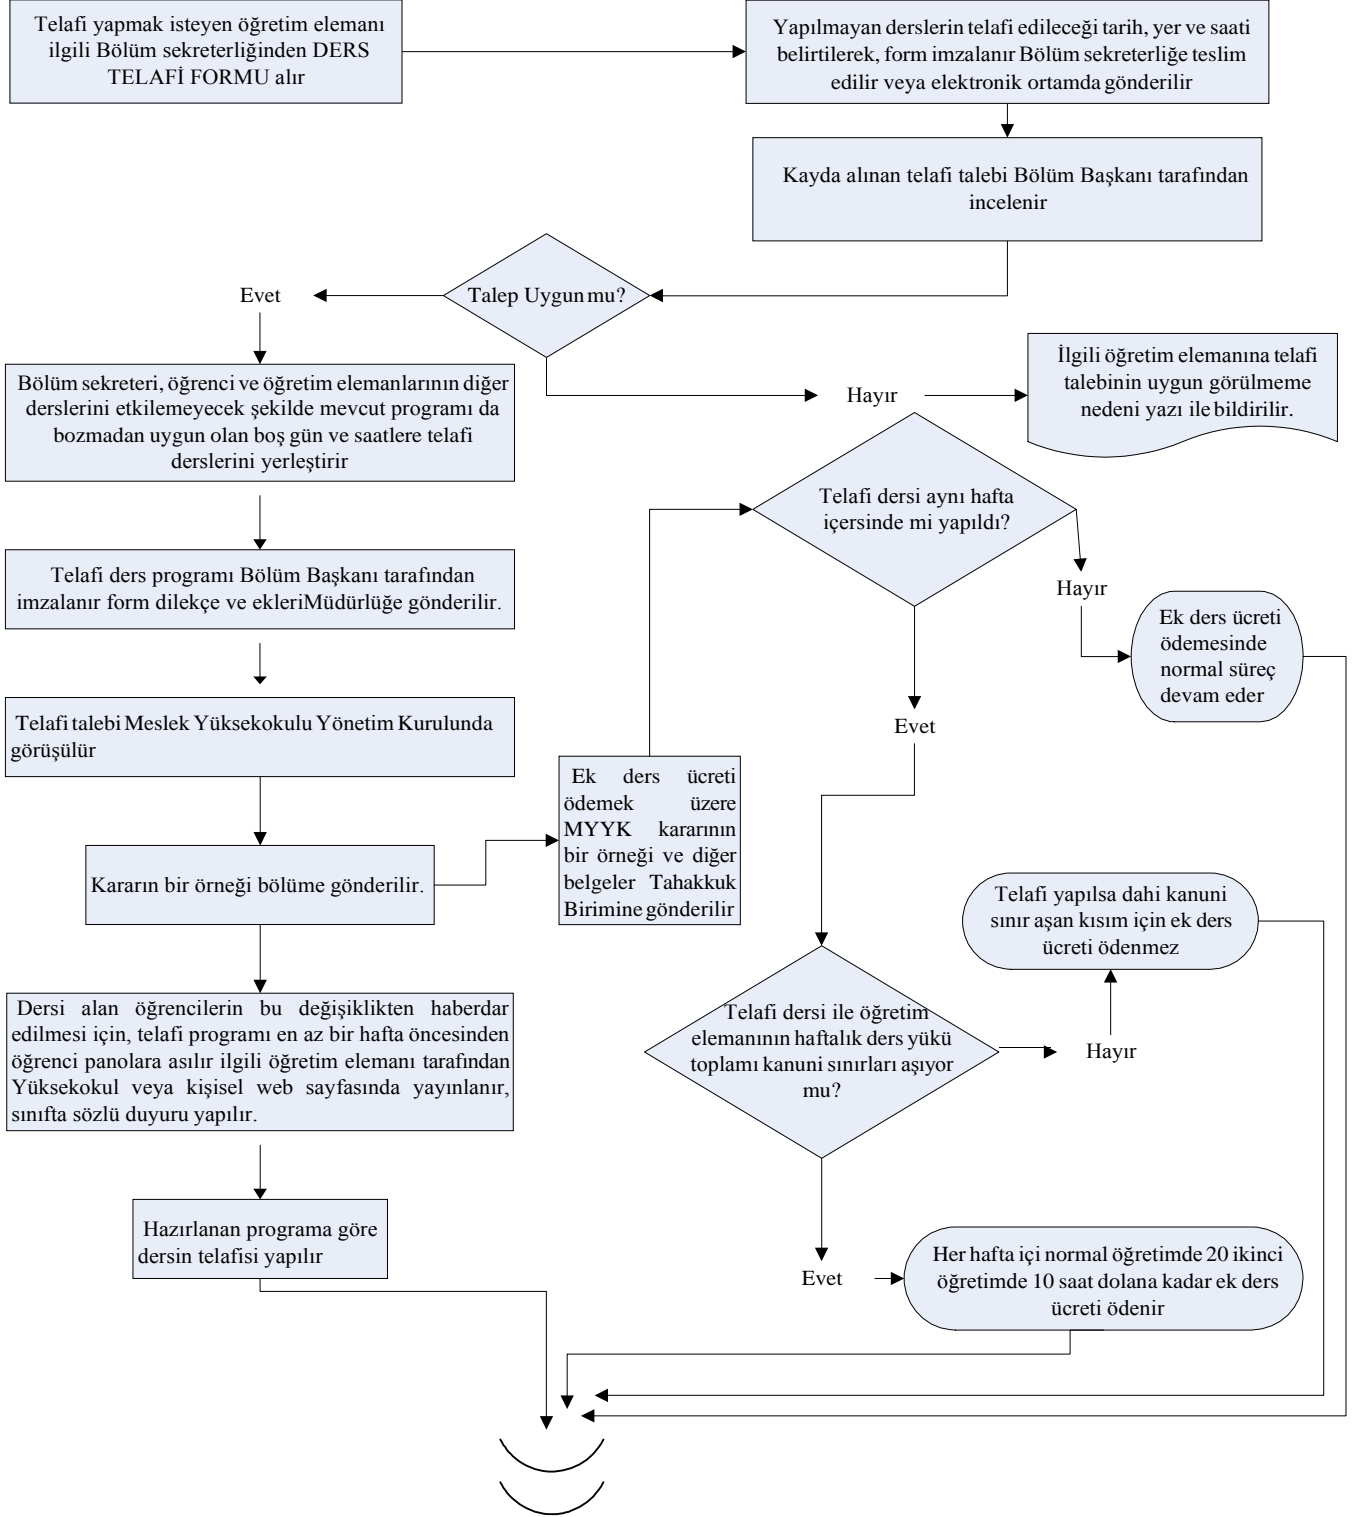 Telafi yapmak isteyen öğretim elemanı
ilgili Bölüm sekreterliğinden DERS
TELAFİ FORMU alır
Yapılmayan derslerin telafi edileceği tarih, yer ve saati
belirtilerek, form imzalanır Bölüm sekreterliğe teslim
edilir veya elektronik ortamda gönderilir
Kayda alınan telafi talebi Bölüm Başkanı tarafından
incelenir
Talep Uygun mu?
Evet
Hayır
İlgili öğretim elemanına telafi
talebinin uygun görülmeme
nedeni yazı ile bildirilir.
Bölüm sekreteri, öğrenci ve öğretim elemanlarının diğer
derslerini etkilemeyecek şekilde mevcut programı da
bozmadan uygun olan boş gün ve saatlere telafi
derslerini yerleştirir
Telafi ders programı Bölüm Başkanı tarafından
imzalanır form dilekçe ve ekleriMüdürlüğe gönderilir.
Telafi talebi Meslek Yüksekokulu Yönetim Kurulunda
görüşülür
Kararın bir örneği bölüme gönderilir.
Ek ders ücreti
ödemek üzere
MYYK kararının
bir örneği ve diğer
belgeler Tahakkuk
Birimine gönderilir
Telafi dersi aynı hafta
içersinde mi yapıldı?
Hayır
Ek ders ücreti
ödemesinde
normal süreç
devam eder
Evet
Telafi dersi ile öğretim
elemanının haftalık ders yükü
toplamı kanuni sınırları aşıyor
mu?
Hayır
Telafi yapılsa dahi kanuni
sınır aşan kısım için ek ders
ücreti ödenmez
Evet
Her hafta içi normal öğretimde 20 ikinci
öğretimde 10 saat dolana kadar ek ders
ücreti ödenir
Dersi alan öğrencilerin bu değişiklikten haberdar
edilmesi için, telafi programı en az bir hafta öncesinden
öğrenci panolara asılır ilgili öğretim elemanı tarafından
Yüksekokul veya kişisel web sayfasında yayınlanır,
sınıfta sözlü duyuru yapılır.
Hazırlanan programa göre
dersin telafisi yapılır